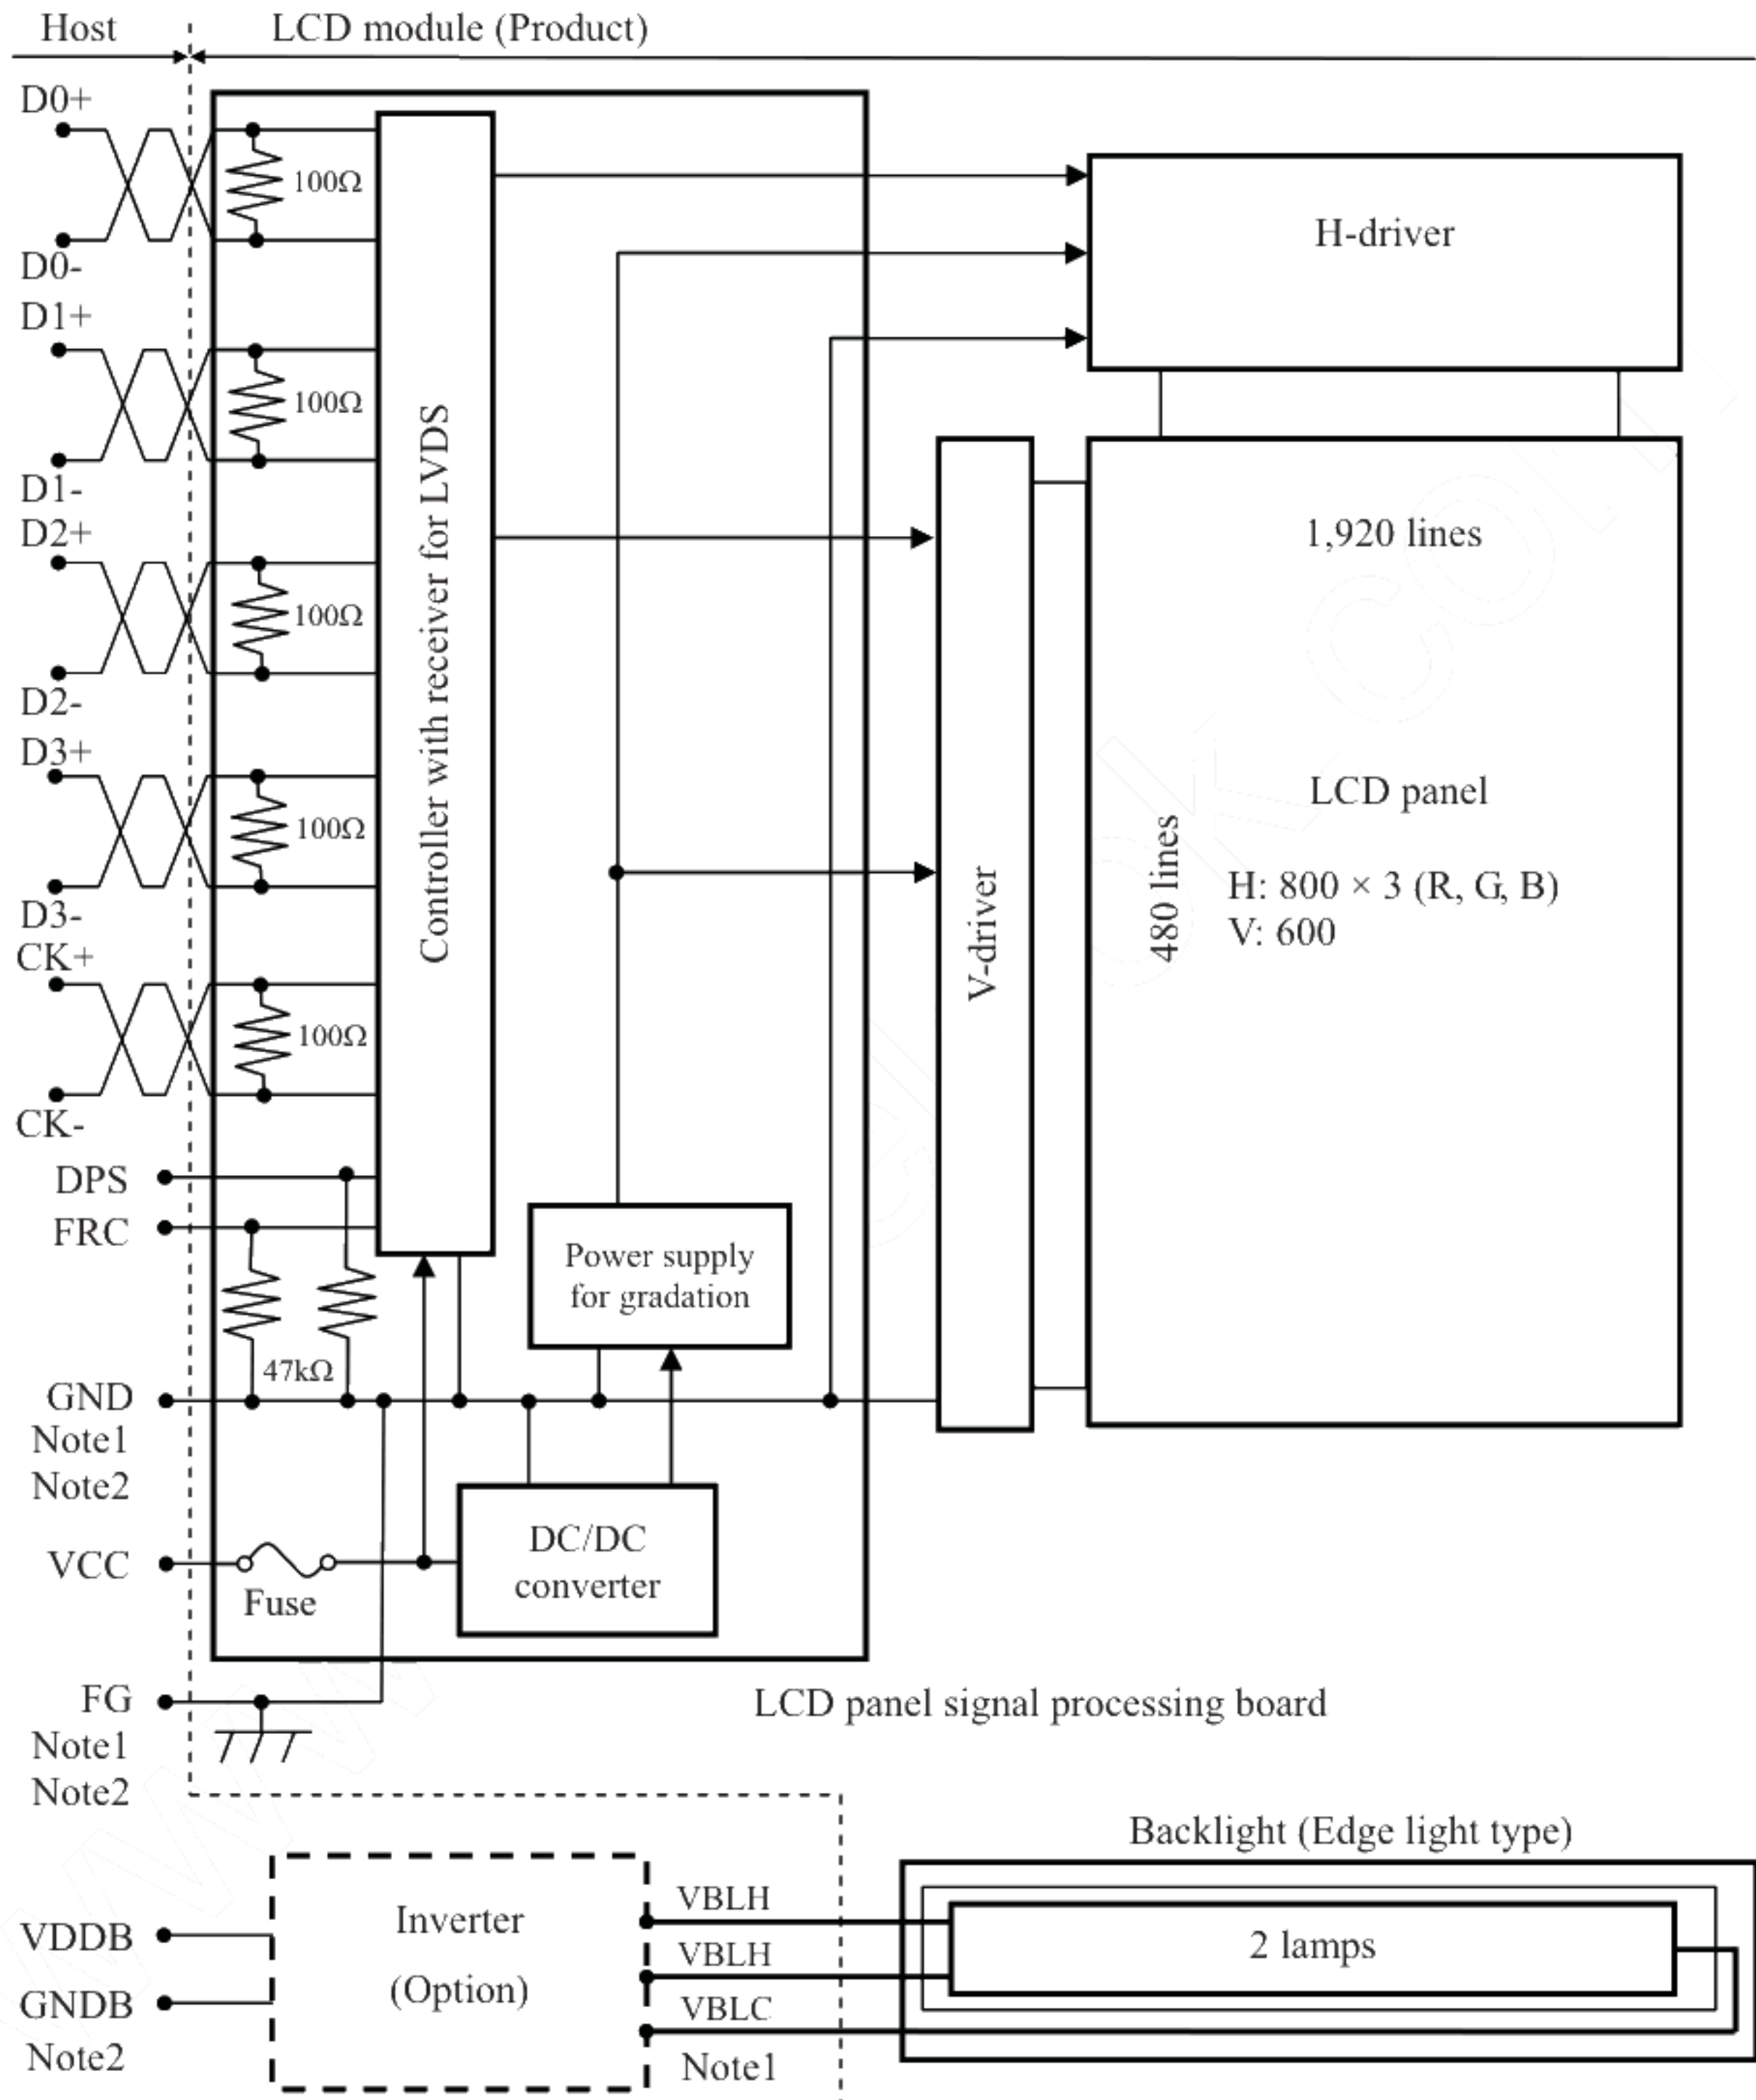 Host
LCD module (Product)
D0+
100Ω
D0-
H-driver
D1+
100Ω
D1-
D2+
100Ω
D2-
D3+
100Ω
D3-
CK+
100Ω
CK-
Controller with receiver for LVDS
1,920 lines
LCD panel
480 lines
H: 800 × 3 (R, G, B)
V: 600
V-driver
DPS
FRC
Power supply
for gradation
47kΩ
GND
Note1
Note2
DC/DC
converter
VCC
Fuse
FG
Note1
Note2
LCD panel signal processing board
Backlight (Edge light type)
VDDB
GNDB
Note2
Inverter
(Option)
VBLH
VBLH
VBLC
Note1
2 lamps